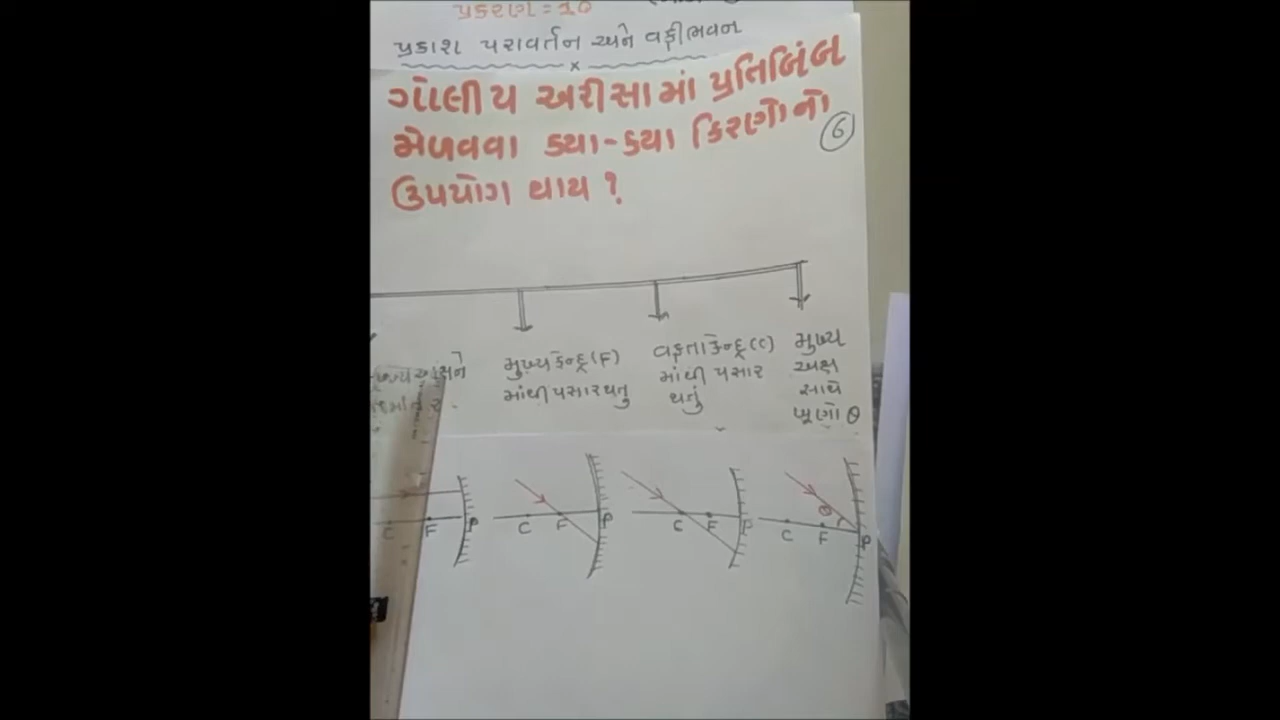 પ્રકરણ = 10
પ્રકાશ પરાવર્તન અને વક્રીભવન
ગોલીય અરીસામાં પ્રતિબિંબ
મેળવવા ક્યા-ક્યા કિરણોનો
ઉપયોગ થાય ?
6
મુખ્યકેન્દ્ર(F)
માંથી પસાર થતુ
વક્રતાકેન્દ્ર(C)
માંથી પસાર
થતું
મુખ્ય
અક્ષ
સાથે
ખૂણો θ
C F P
C F P
C F P
θ
C F P